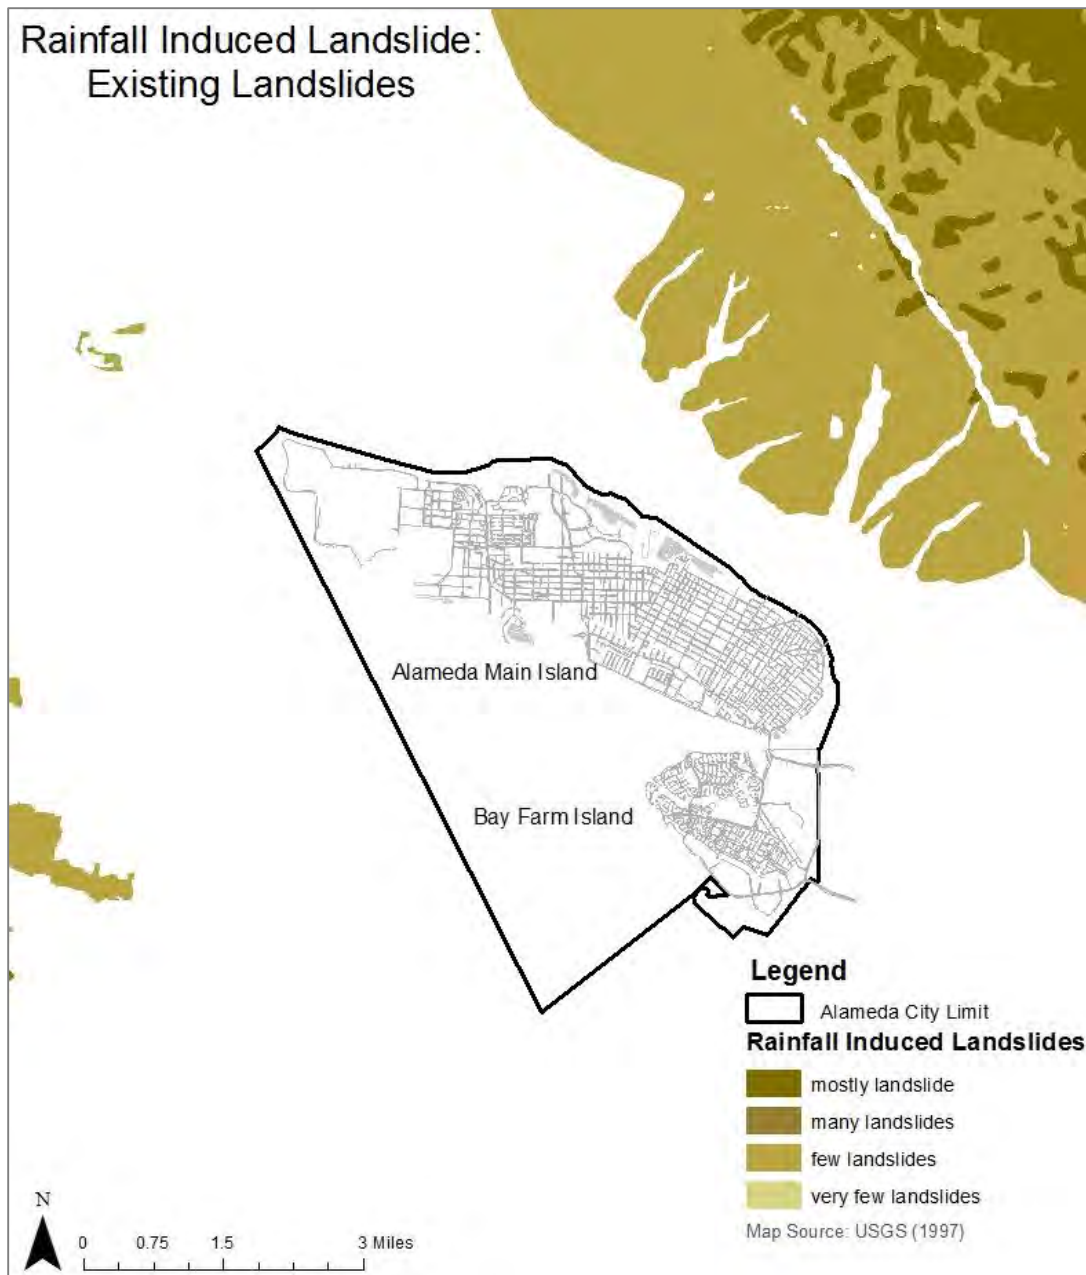 Rainfall Induced Landslide:
Existing Landslides
Alameda Main Island
Bay Farm Island
Legend
Alameda City Limit
Rainfall Induced Landslides
mostly landslide
many landslides
few landslides
very few landslides
Map Source: USGS (1997)
N
0 0.75 1.5 3 Miles